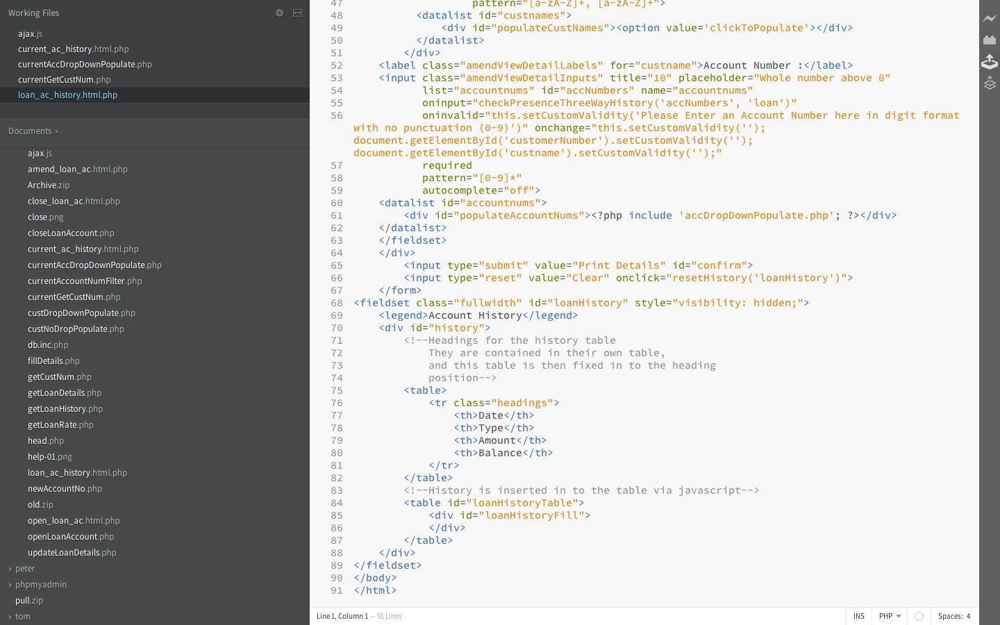 Working Files
ajax.js
current_ac_history.html.php
currentAccDropDownPopulate.php
currentGetCustNum.php
loan_ac_history.html.php
Documents
ajax.js
amend_loan_ac.html.php
Archive.zip
close_loan_ac.html.php
close.png
closeLoanAccount.php
current_ac_history.html.php
currentAccDropDownPopulate.php
currentAccountNumFilter.php
currentGetCustNum.php
custDropDownPopulate.php
custNoDropPopulate.php
db.inc.php
fillDetails.php
getCustNum.php
getLoanDetails.php
getLoanHistory.php
getLoanRate.php
head.php
help-01.png
loan_ac_history.html.php
newAccountNo.php
old.zip
open_loan_ac.html.php
openLoanAccount.php
updateLoanDetails.php
peter
phpmyadmin
pull.zip
tom
47 pattern="[a-zA-Z]+, [a-zA-Z]+">
48 <datalist id="custnames">
49 <div id="populateCustNames"><option value='clickToPopulate'></div>
50 </datalist>
51 </div>
52 <label class="amendViewDetailLabels" for="custname">Account Number :</label>
53 <input class="amendViewDetailInputs" title="10" placeholder="Whole number above 0"
54 list="accountnums" id="accNumbers" name="accountnums"
55 oninput="checkPresenceThreeWayHistory('accNumbers', 'loan')"
56 oninvalid="this.setCustomValidity('Please Enter an Account Number here in digit format
with no punctuation (0-9)')" onchange="this.setCustomValidity('');
document.getElementById('customerNumber').setCustomValidity('');
document.getElementById('custname').setCustomValidity('');"
57 required
58 pattern="[0-9]*"
59 autocomplete="off">
60 <datalist id="accountnums">
61 <div id="populateAccountNums"><?php include 'accDropDownPopulate.php'; ?></div>
62 </datalist>
63 </fieldset>
64 </div>
65 <input type="submit" value="Print Details" id="confirm">
66 <input type="reset" value="Clear" onclick="resetHistory('loanHistory')">
67 </form>
68 <fieldset class="fullwidth" id="loanHistory" style="visibility: hidden;">
69 <legend>Account History</legend>
70 <div id="history">
71 <!--Headings for the history table
72 They are contained in their own table,
73 and this table is then fixed in to the heading
74 position-->
75 <table>
76 <tr class="headings">
77 <th>Date</th>
78 <th>Type</th>
79 <th>Amount</th>
80 <th>Balance</th>
81 </tr>
82 </table>
83 <!--History is inserted in to the table via javascript-->
84 <table id="loanHistoryTable">
85 <div id="loanHistoryFill">
86 </div>
87 </table>
88 </div>
89 </fieldset>
90 </body>
91 </html>
Line 1, Column 1 — 91 Lines
INS
PHP
Spaces: 4